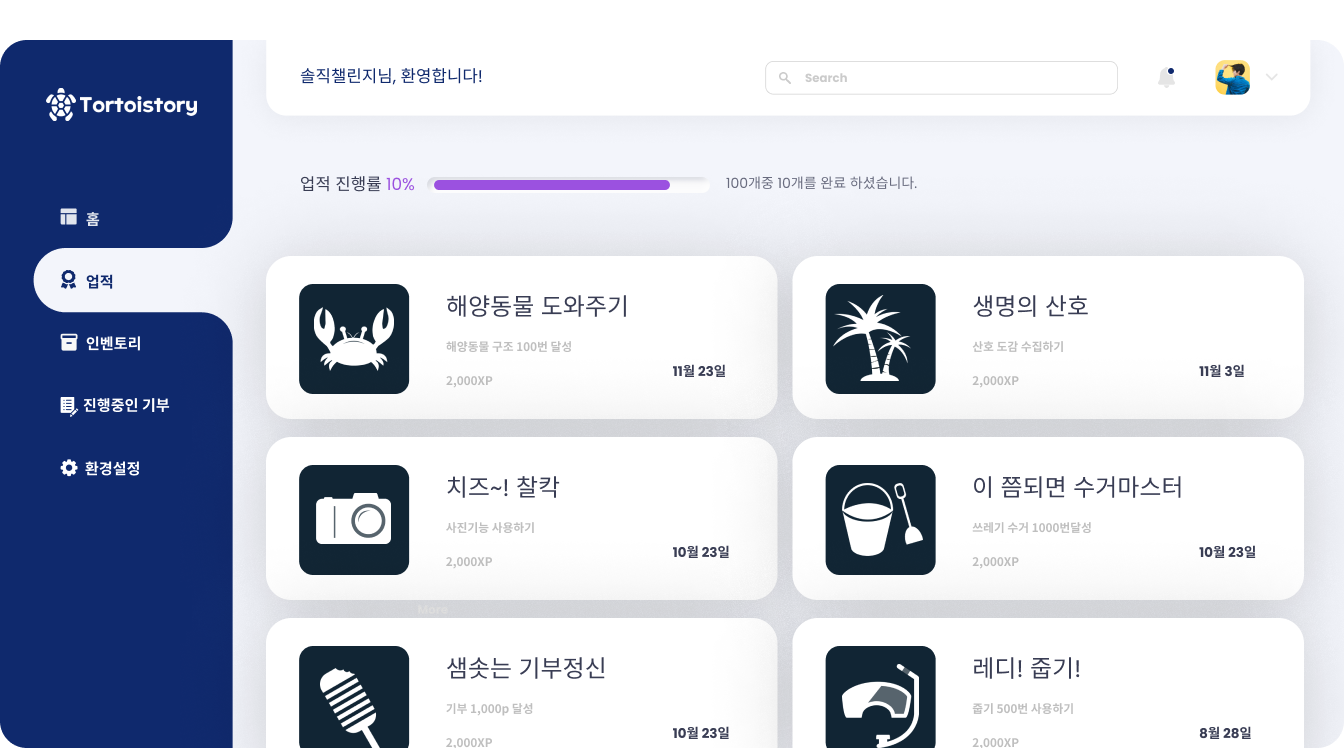 솔직챌린지님, 환영합니다!
Search
Tortoistory
업적 진행률 10%
100개중 10개를 완료 하셨습니다.
홈
업적
인벤토리
진행중인 기부
환경설정
해양동물 도와주기
해양동물 구조 100번 달성
2,000XP
11월 23일
생명의 산호
산호 도감 수집하기
2,000XP
11월 3일
치즈~! 찰칵
사진기능 사용하기
2,000XP
10월 23일
이 쯤되면 수거마스터
쓰레기 수거 1000번달성
2,000XP
10월 23일
More
샘솟는 기부정신
기부 1,000p 달성
2,000XP
10월 23일
레디! 줍기!
줍기 500번 사용하기
2,000XP
8월 28일